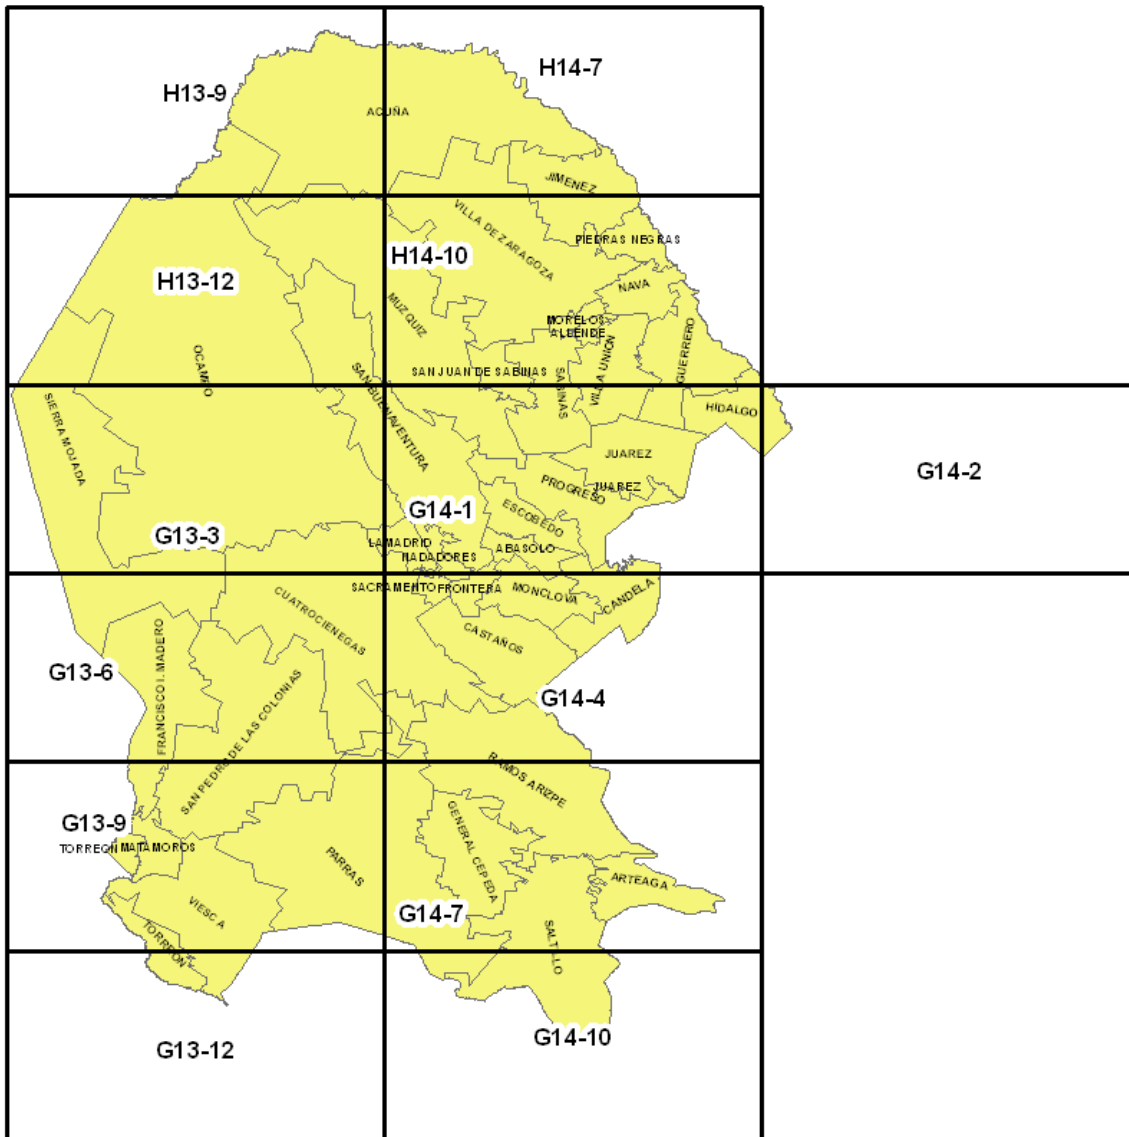 H14-7
H13-9
ACUÑA
JIMENEZ
VILLA DE ZARAGOZA
PIEDRAS NEGRAS
H14-10
H13-12
NAVA
MUZQUIZ
MORELOS
ALLENDE
GUERRERO
VILLA UNION
OCAMPO
SAN JUAN DE SABINAS
SABINAS
HIDALGO
SAN BUENAVENTURA
SIERRA MOJADA
JUAREZ
G14-2
PROGRESO
JUAREZ
G14-1
ESCOBEDO
G13-3
LAMADRID
NADADORES
ABASOLO
SACRAMENTO
FRONTERA
MONCLOVA
CANDELA
CUATROCIENEGAS
CASTAÑOS
FRANCISCO I. MADERO
G13-6
G14-4
SAN PEDRO DE LAS COLONIAS
RAMOS ARIZPE
G13-9
TORREON
MATAMOROS
GENERAL CEPEDA
PARRAS
ARTEAGA
VIESCA
G14-7
TORREON
SALTILLO
G14-10
G13-12